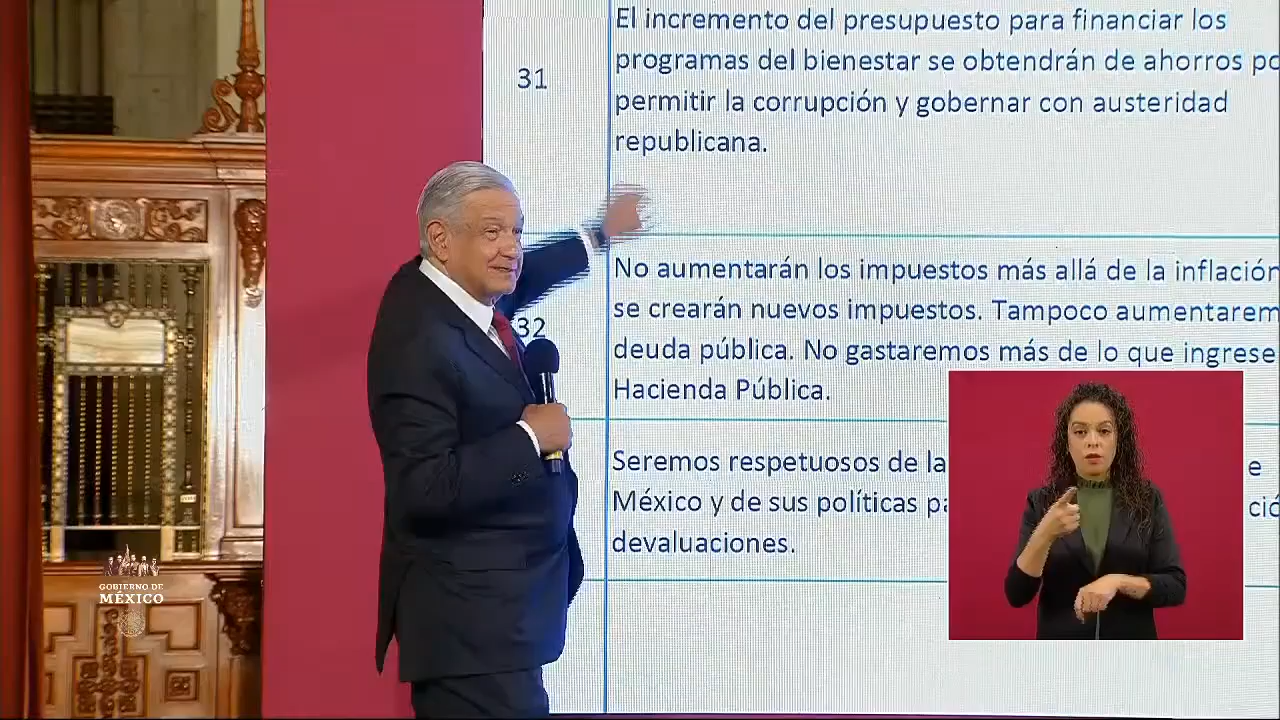 El incremento del presupuesto para financiar los
31
programas del bienestar se obtendrán de ahorros
permitir la corrupción y gobernar con austeridad
republicana.
No aumentarán los impuestos más allá de la inflación
32
se crearán nuevos impuestos. Tampoco
deuda pública. No gastaremos más de lo que
Hacienda Pública.
Seremos respetuosos de la
México y de sus políticas
devaluaciones.
GOBIERNO DE
MÉXICO